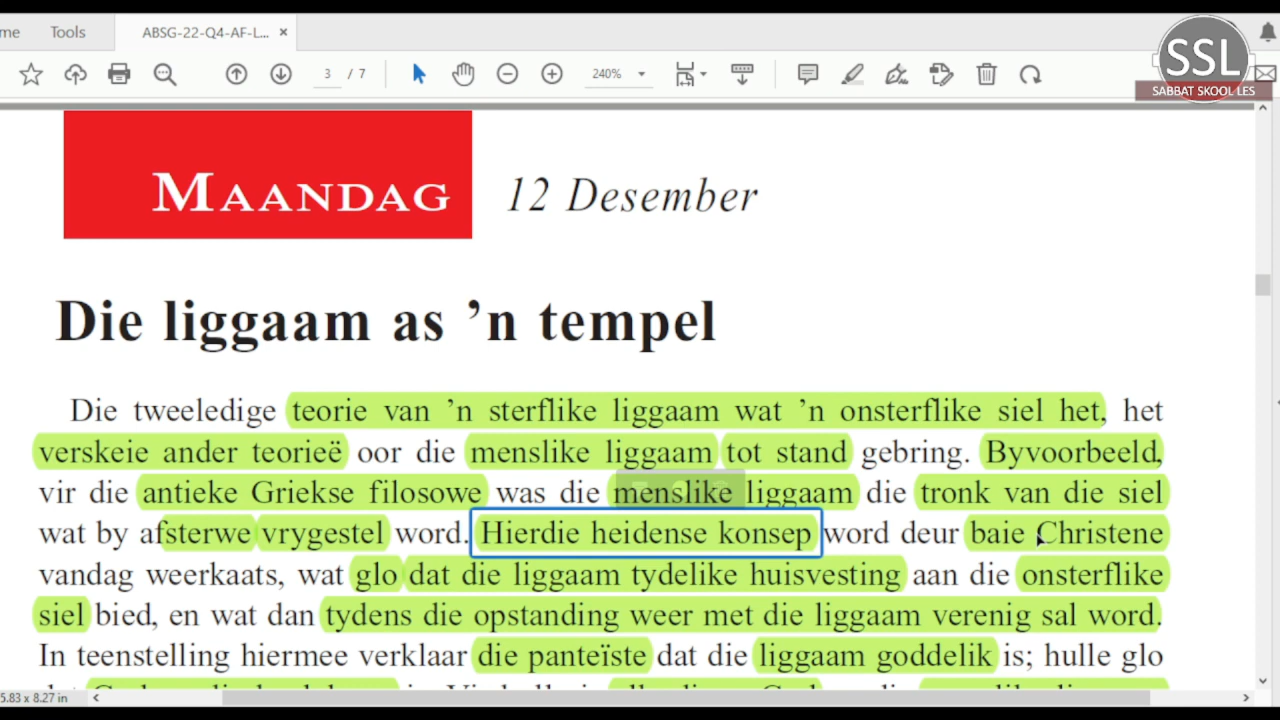 me Tools ABSG-22-Q4-AF-L... ×
SSL
SABBAT SKOOL LES
3 / 7 240%
MAANDAG 12 Desember
Die liggaam as ’n tempel
Die tweeledige teorie van ’n sterflike liggaam wat ’n onsterflike siel het, het
verskeie ander teorieë oor die menslike liggaam tot stand gebring. Byvoorbeeld,
vir die antieke Griekse filosowe was die menslike liggaam die tronk van die siel
wat by afsterwe vrygestel word. Hierdie heidense konsep word deur baie Christene
vandag weerkaats, wat glo dat die liggaam tydelike huisvesting aan die onsterflike
siel bied, en wat dan tydens die opstanding weer met die liggaam verenig sal word.
In teenstelling hiermee verklaar die panteïste dat die liggaam goddelik is; hulle glo
5.83 x 8.27 in